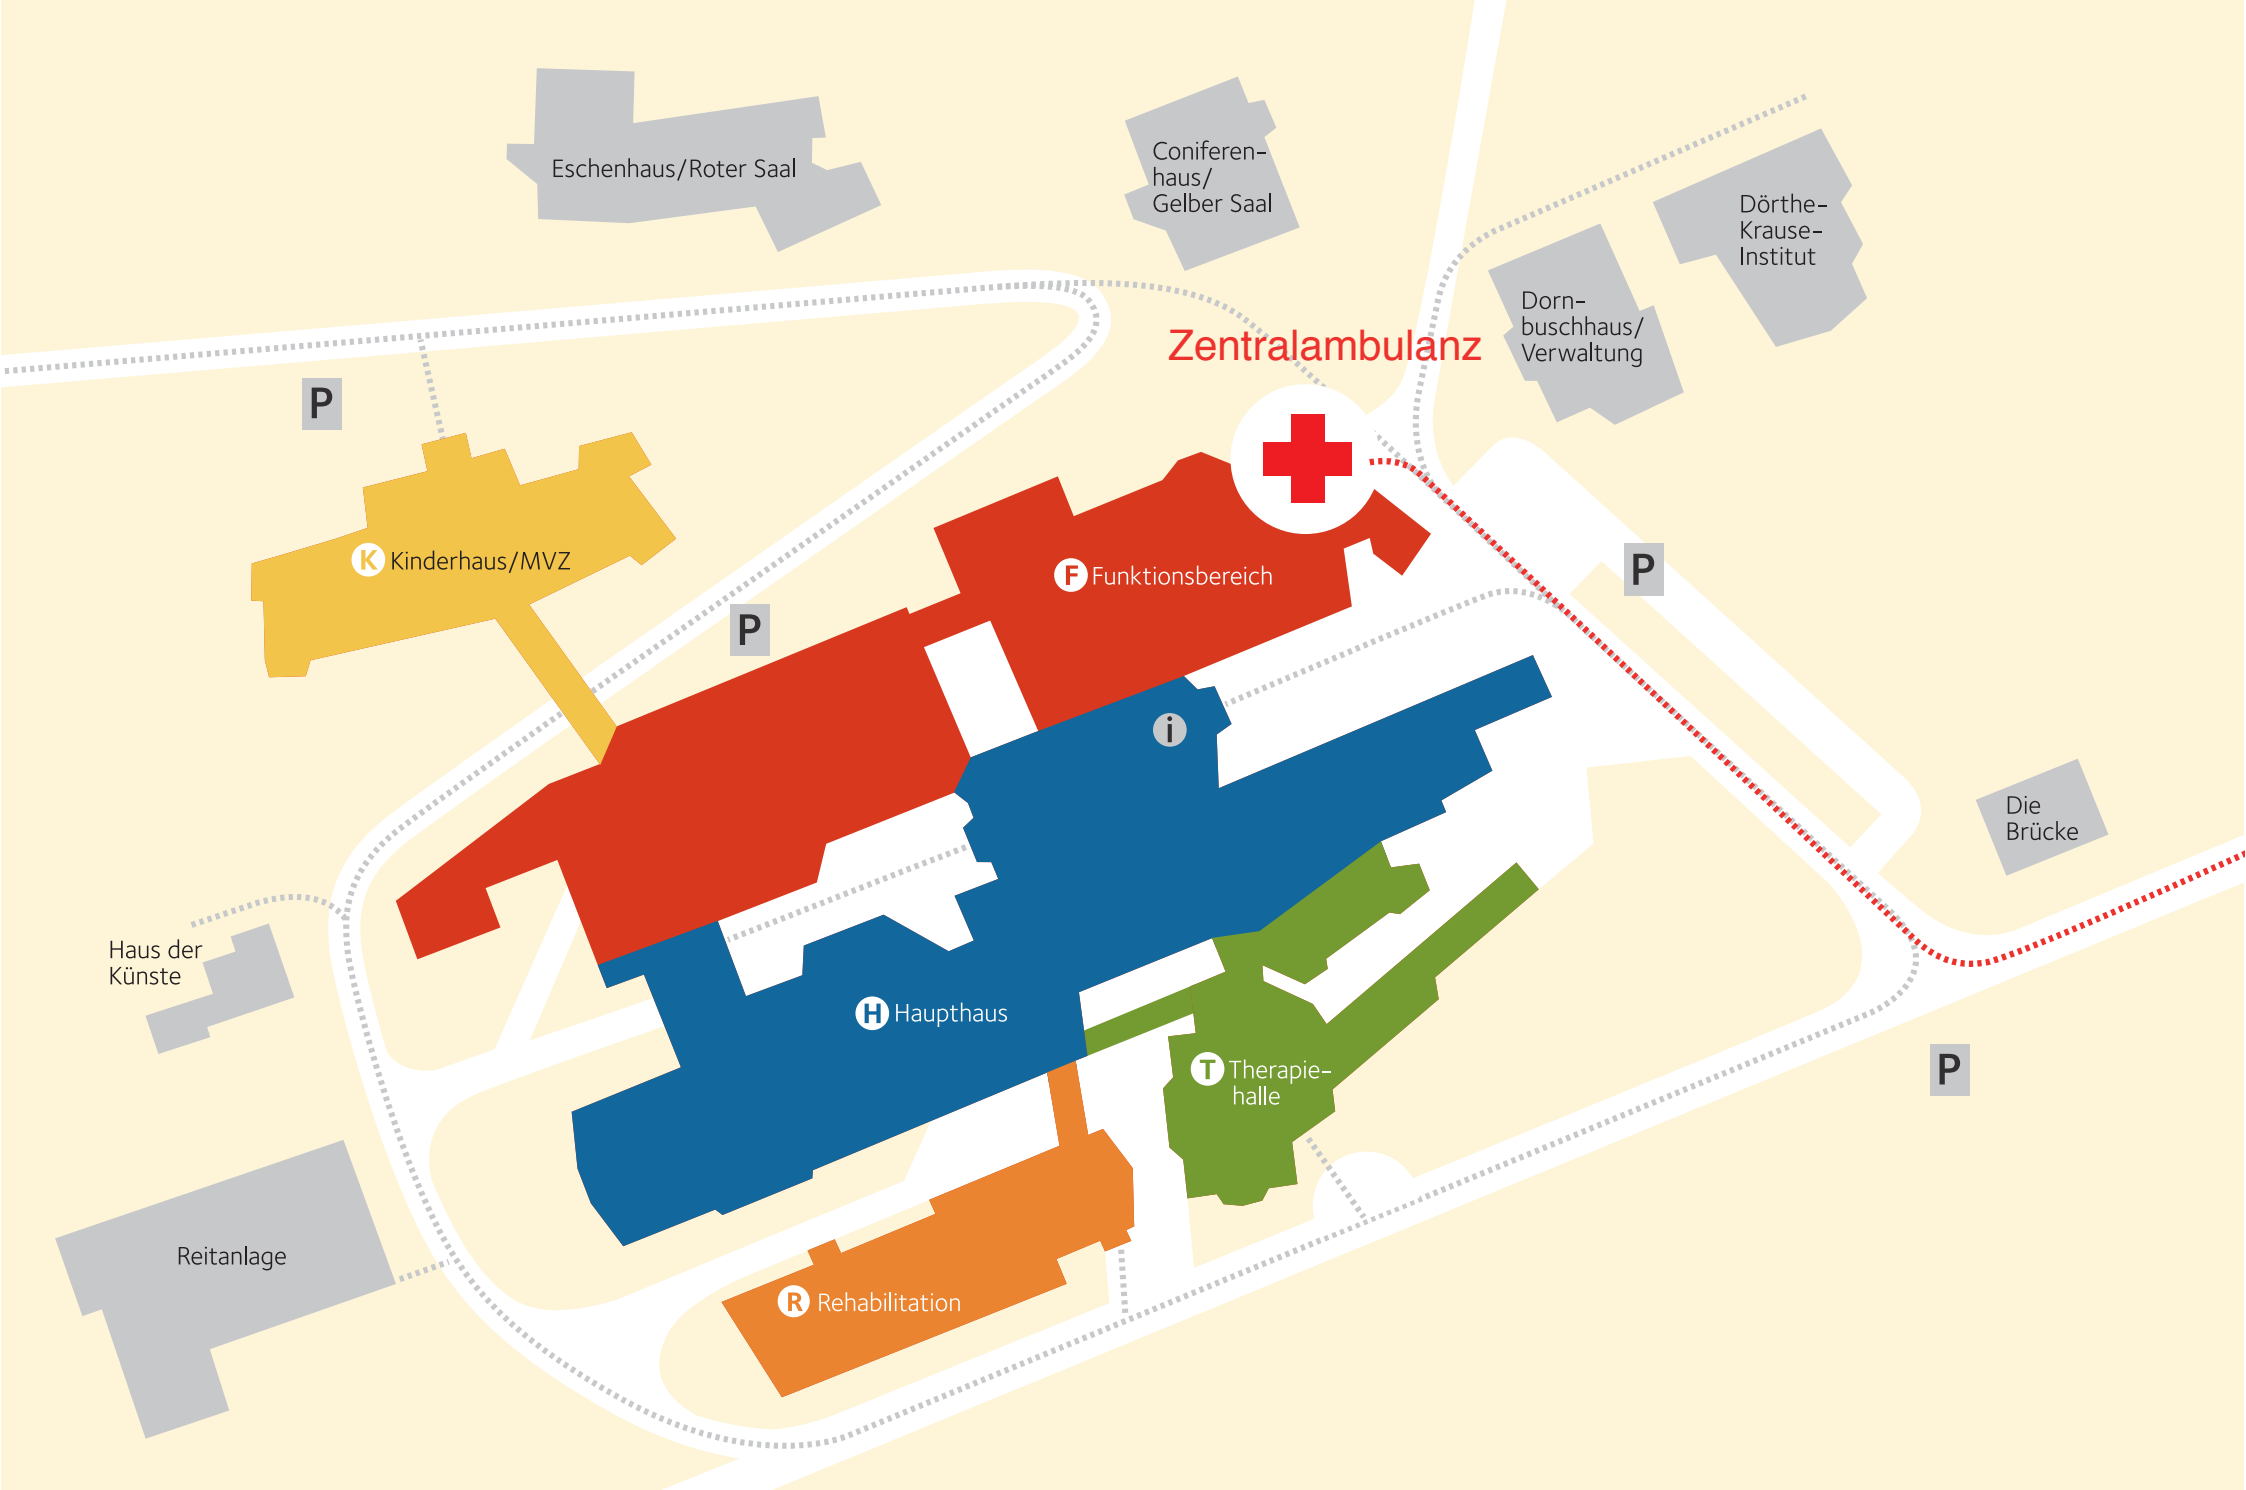 Eschenhaus/Roter Saal
Coniferen-
haus/
Gelber Saal
Dörthe-
Krause-
Institut
Dorn-
buschhaus/
Verwaltung
Zentralambulanz
P
K Kinderhaus/MVZ
F Funktionsbereich
P
P
i
Die
Brücke
Haus der
Künste
H Haupthaus
T Therapie-
halle
P
Reitanlage
R Rehabilitation